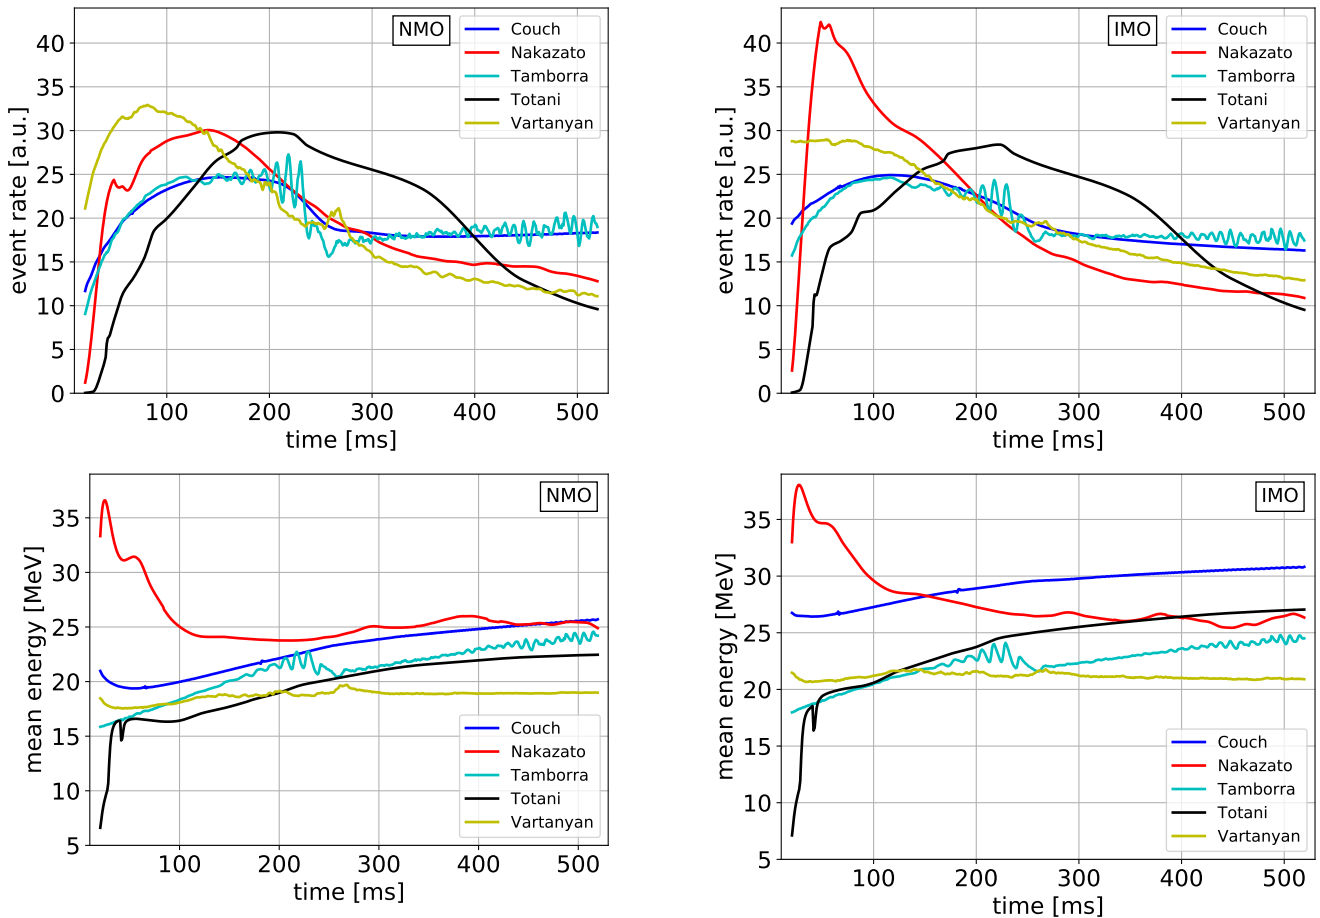 NMO
Couch
Nakazato
Tamborra
Totani
Vartanyan
event rate [a.u.]
40
35
30
25
20
15
10
5
0
100 200 300 400 500
time [ms]
IMO
Couch
Nakazato
Tamborra
Totani
Vartanyan
event rate [a.u.]
40
35
30
25
20
15
10
5
0
100 200 300 400 500
time [ms]
NMO
mean energy [MeV]
35
30
25
20
15
10
5
Couch
Nakazato
Tamborra
Totani
Vartanyan
100 200 300 400 500
time [ms]
IMO
mean energy [MeV]
35
30
25
20
15
10
5
Couch
Nakazato
Tamborra
Totani
Vartanyan
100 200 300 400 500
time [ms]